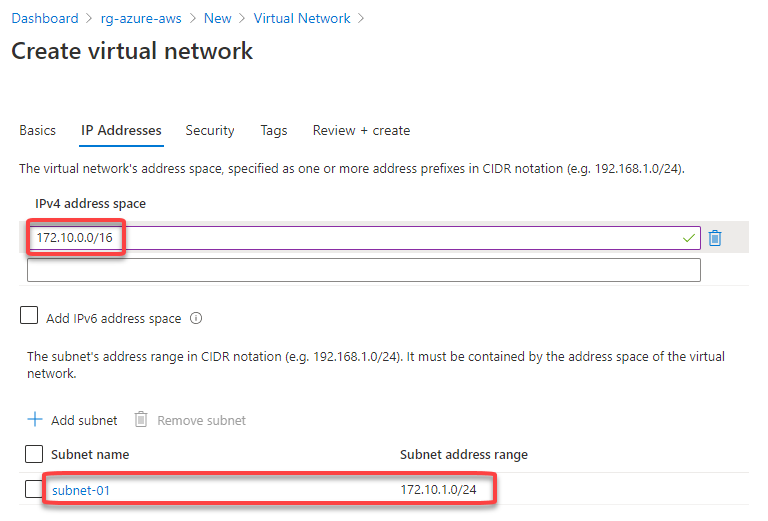 Dashboard > rg-azure-aws > New > Virtual Network >
Create virtual network
Basics IP Addresses Security Tags Review + create
The virtual network's address space, specified as one or more address prefixes in CIDR notation (e.g. 192.168.1.0/24).
IPv4 address space
172.10.0.0/16
Add IPv6 address space
The subnet's address range in CIDR notation (e.g. 192.168.1.0/24). It must be contained by the address space of the virtual
network.
+ Add subnet Remove subnet
Subnet name Subnet address range
subnet-01 172.10.1.0/24